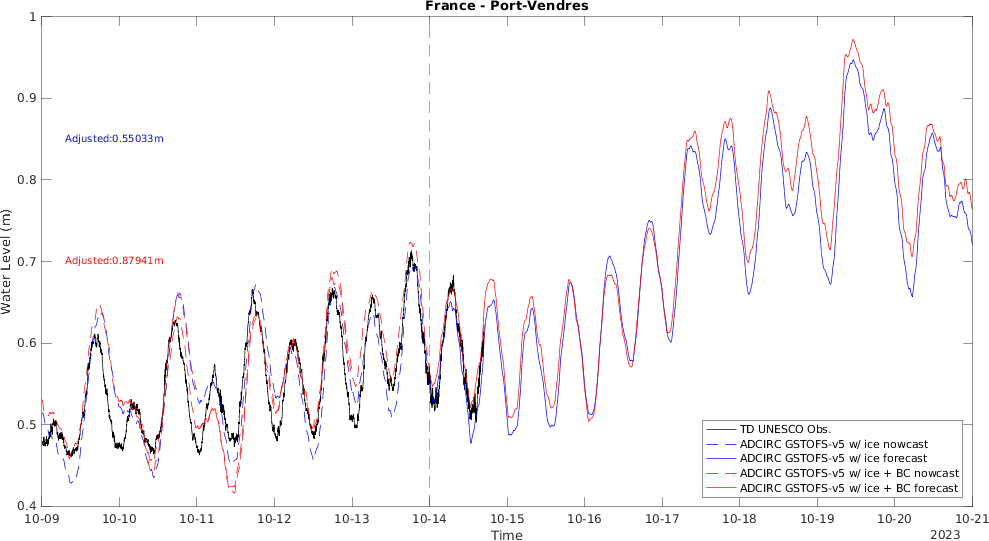 France - Port-Vendres
Water Level (m)
1
0.9
0.8
0.7
0.6
0.5
0.4
Adjusted:0.55033m
Adjusted:0.87941m
TD UNESCO Obs.
ADCIRC GSTOFS-v5 w/ ice nowcast
ADCIRC GSTOFS-v5 w/ ice forecast
ADCIRC GSTOFS-v5 w/ ice + BC nowcast
ADCIRC GSTOFS-v5 w/ ice + BC forecast
10-09 10-10 10-11 10-12 10-13 10-14 10-15 10-16 10-17 10-18 10-19 10-20 10-21
Time
2023